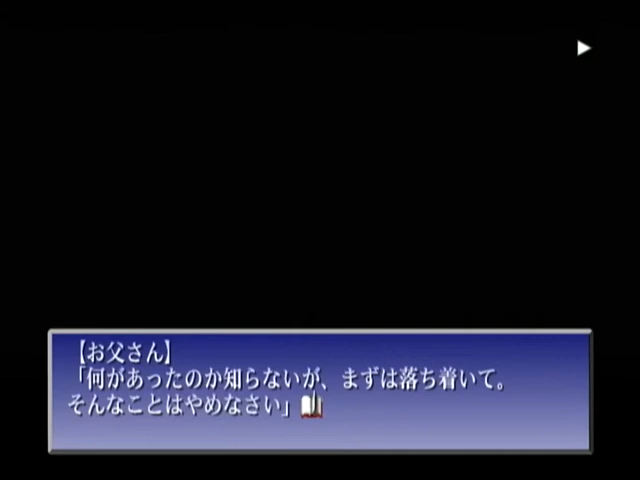 【お父さん】
「何があったのか知らないが、まずは落ち着いて。
そんなことはやめなさい」